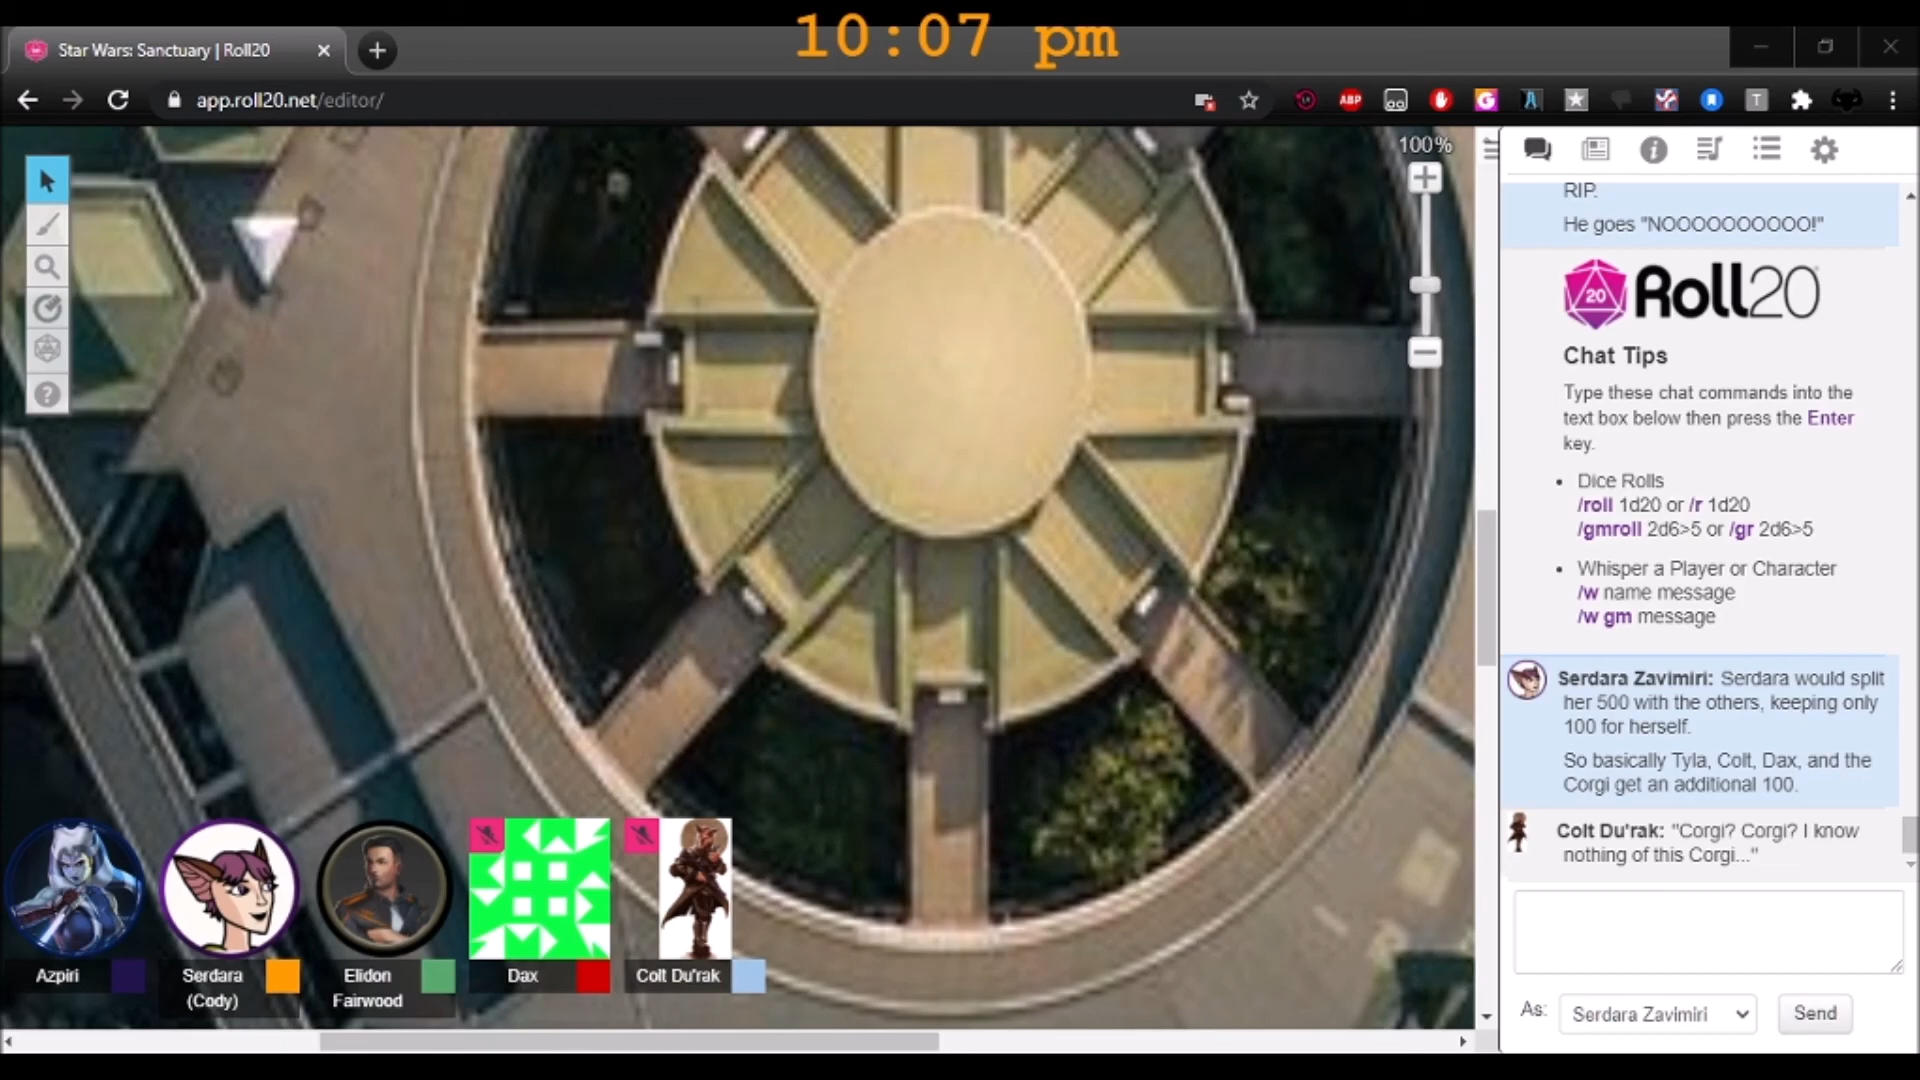 10:07 pm
Star Wars: Sanctuary | Roll20
app.roll20.net/editor/
ABP
T
100%
RIP.
He goes "NOOOOOOOOOO!"
20
Roll20
Chat Tips
Type these chat commands into the
text box below then press the Enter
key.
Dice Rolls
/roll 1d20 or /r 1d20
/gmroll 2d6>5 or /gr 2d6>5
Whisper a Player or Character
/w name message
/w gm message
Serdara Zavimiri: Serdara would split
her 500 with the others, keeping only
100 for herself.
So basically Tyla, Colt, Dax, and the
Corgi get an additional 100.
Colt Du'rak: "Corgi? Corgi? I know
nothing of this Corgi..."
As:
Serdara Zavimiri
Send
Azpiri
Serdara
(Cody)
Elidon
Fairwood
Dax
Colt Du'rak